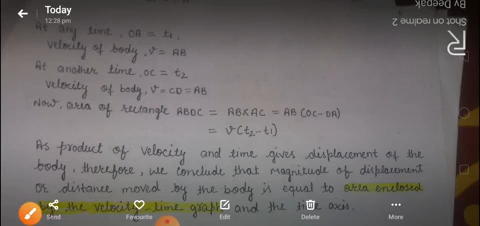 Today
12:28 pm
Shot on realme 2
By Deepak
At any time, OA = t₁
velocity of body, v = AB
At another time, OC = t₂
velocity of body, v = CD = AB
Now, area of rectangle ABDC = AB×AC = AB (OC-OA)
= v(t₂-t1)
As product of velocity and time gives displacement of the
body, therefore, we conclude that magnitude of displacement
or distance moved by the body is equal to area enclosed
the velocity-time graph and the time axis.
Send
Favourite
Edit
Delete
More